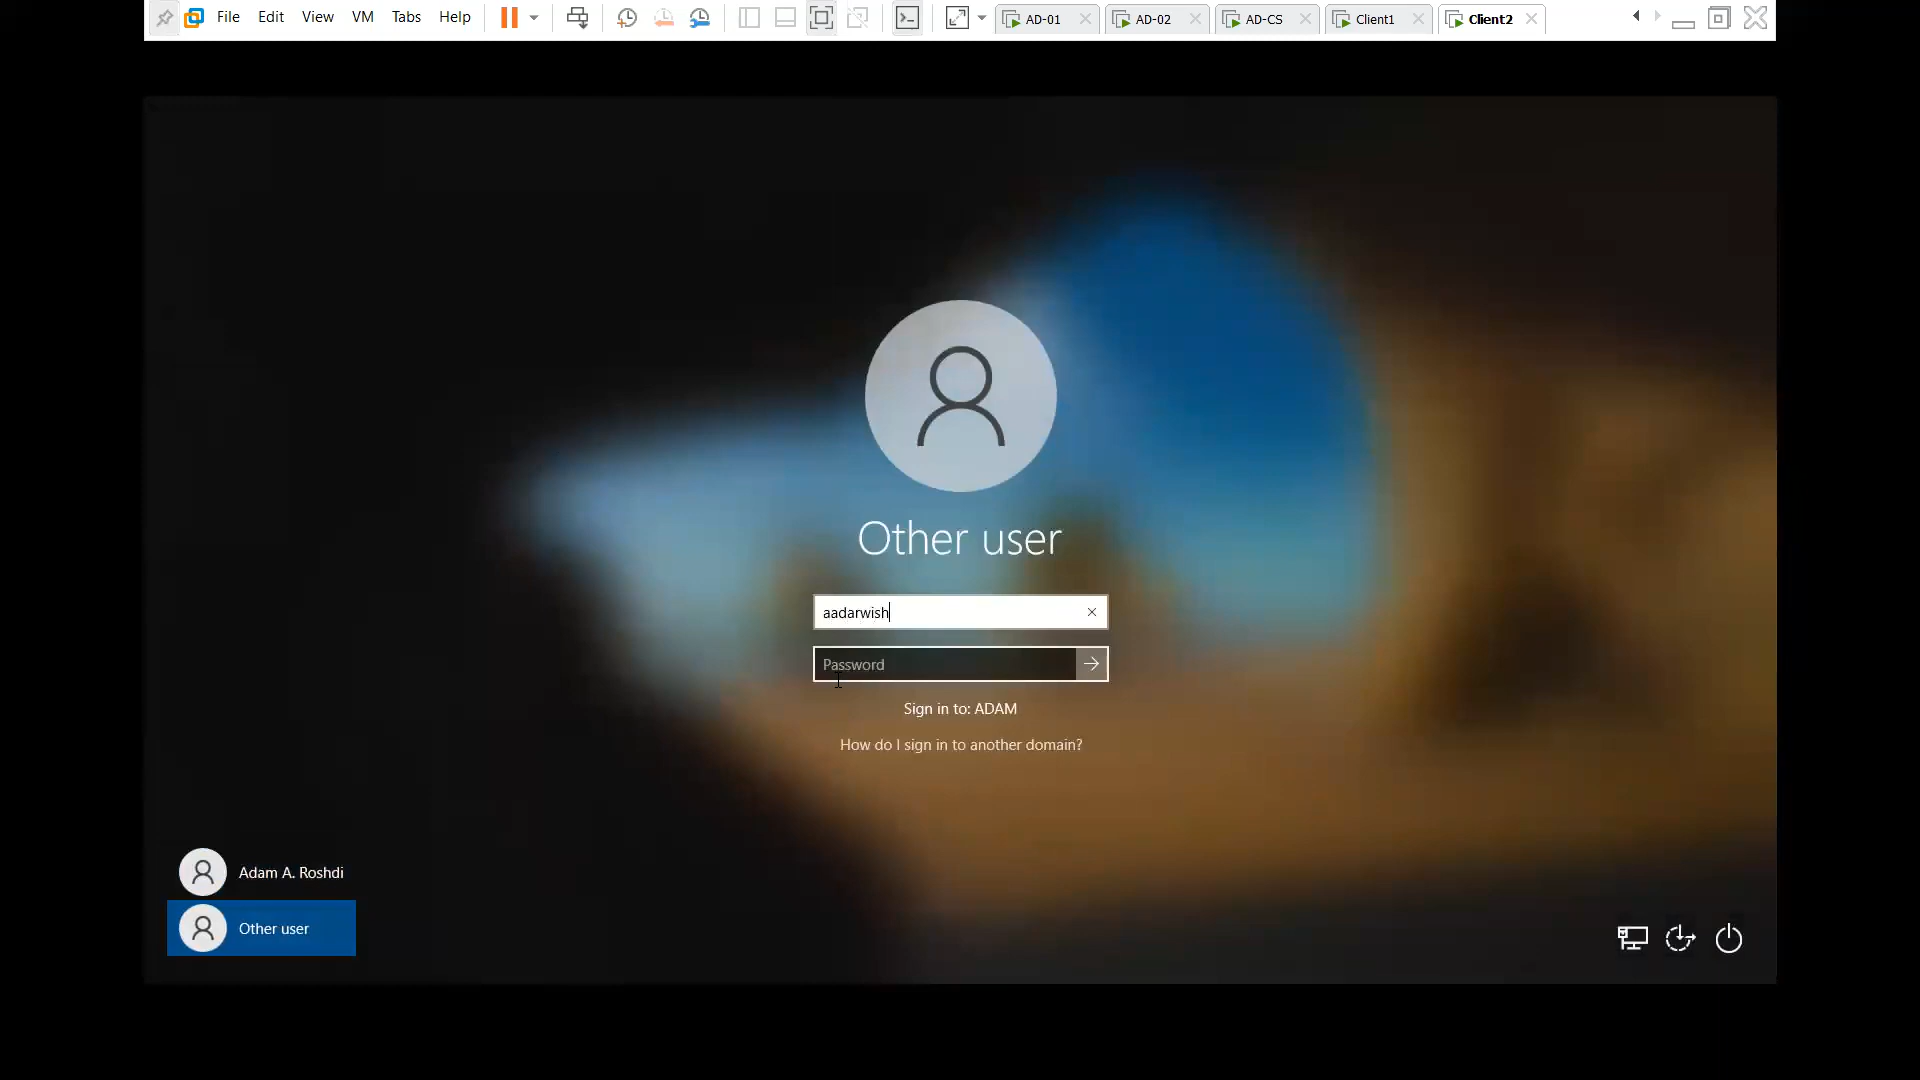 File Edit View VM Tabs Help AD-01 AD-02 AD-CS Client1 Client2
Other user
aadarwish
Password
Sign in to: ADAM
How do I sign in to another domain?
Adam A. Roshdi
Other user